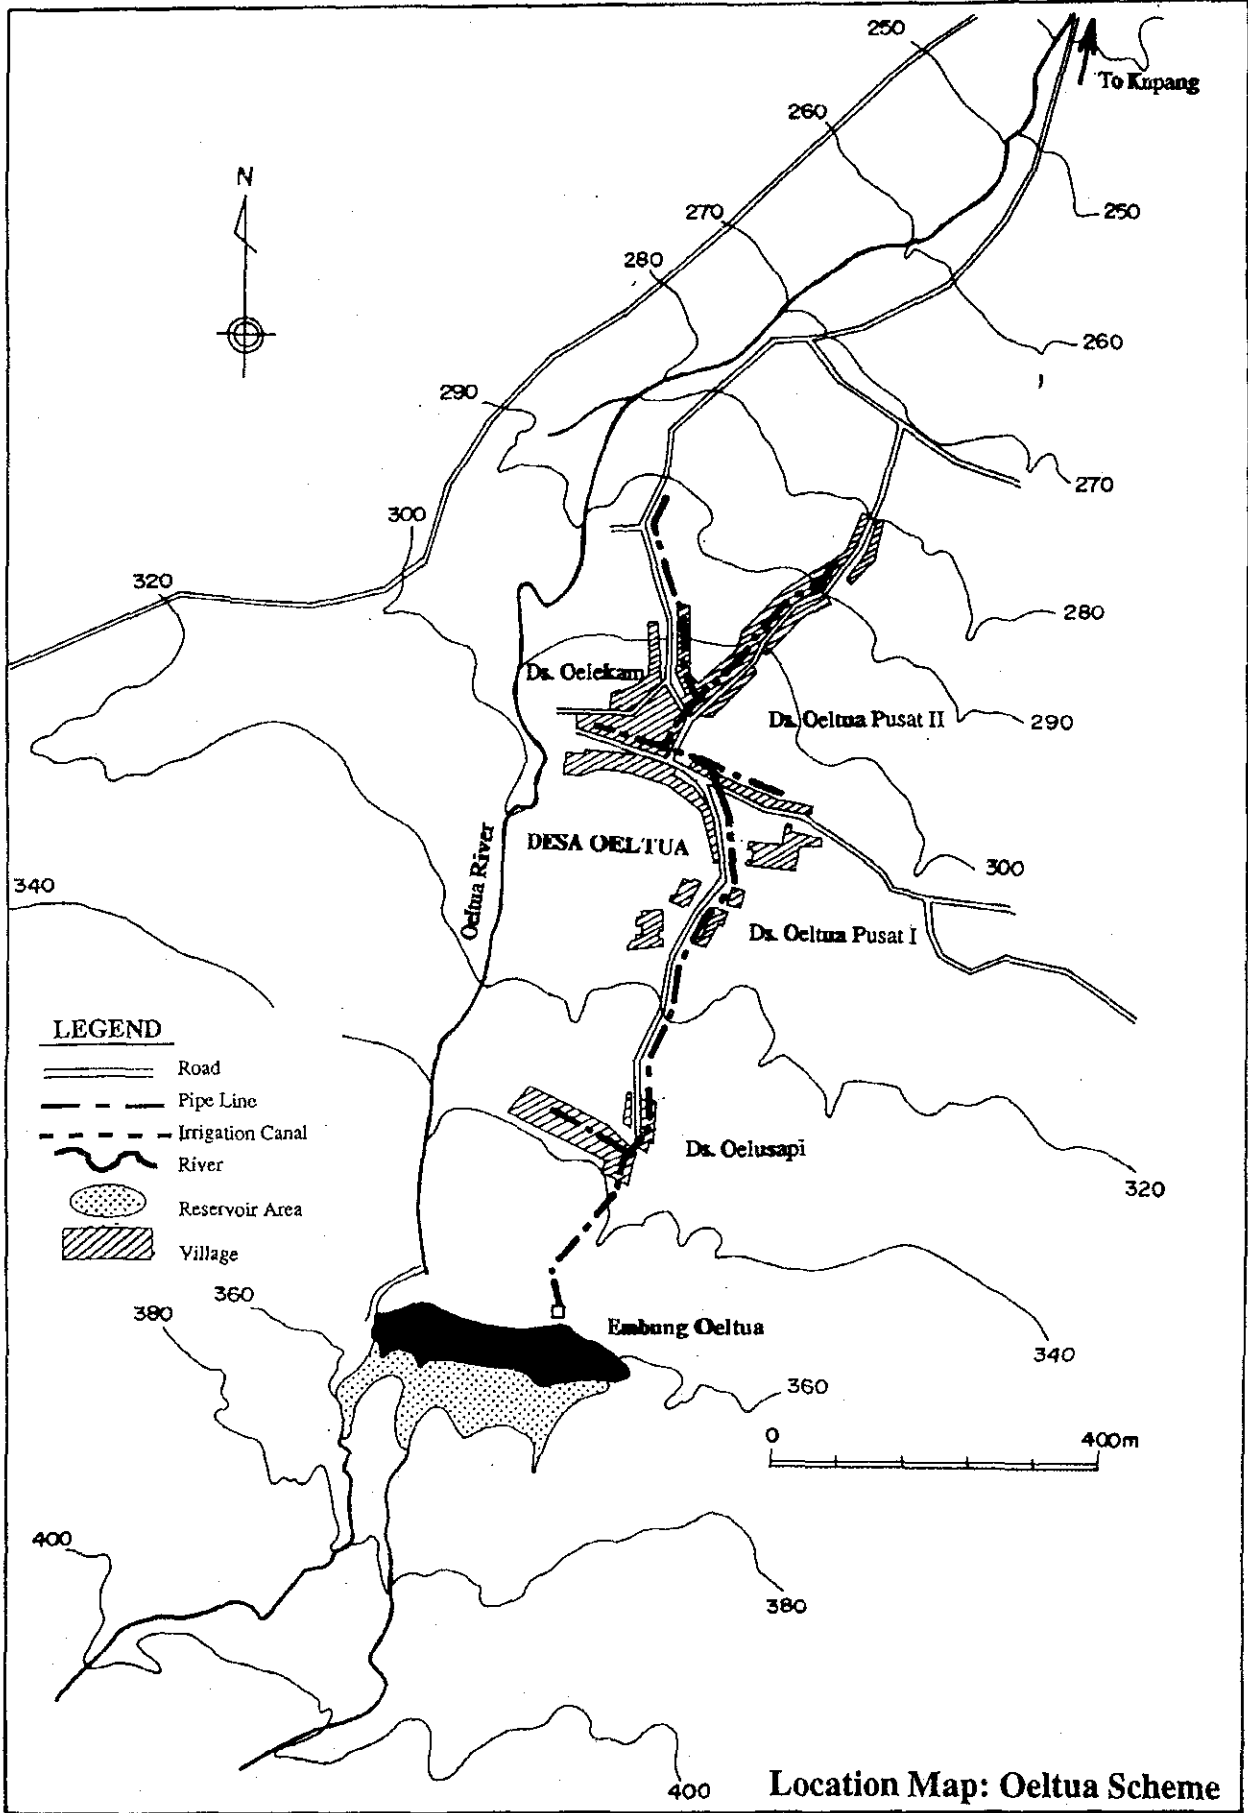 250
To Knpang
260
N
270
250
280
260
290
270
300
320
280
Ds. Oelekam
Ds. Oeltua Pusat II
290
Oeltua River
DESA OELTUA
300
340
Ds. Oeltua Pusat I
LEGEND
Road
Pipe Line
Irrigation Canal
River
Reservoir Area
Village
Ds. Oelusapi
320
360
380
Embung Oeltua
340
360
0 400m
400
380
400
Location Map: Oeltua Scheme